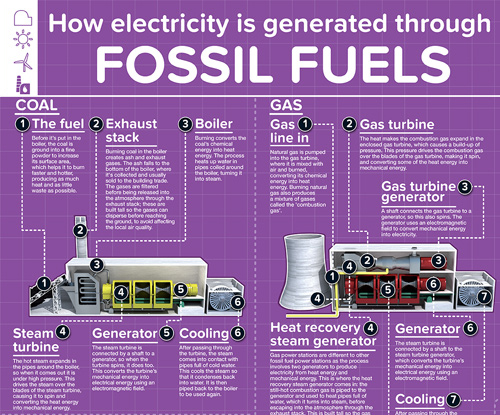 How electricity is generated through
FOSSIL FUELS
COAL
1 The fuel
Before it's put in the
boiler, the coal is
ground into a fine
powder to increase
its surface area,
which helps it to burn
faster and hotter,
producing as much
heat and as little
waste as possible.
2 Exhaust
stack
Burning coal in the boiler
creates ash and exhaust
gases. The ash falls to the
bottom of the boiler, where
it's collected and usually
sold to the building trade.
The gases are filtered
before being released into
the atmosphere through the
exhaust stack; these are
built tall so the gases can
disperse before reaching
the ground, to avoid affecting
the local air quality.
3 Boiler
Burning converts the
coal's chemical energy
into heat energy.
The process
heats up water in
pipes coiled around
the boiler, turning it
into steam.
2
3
1
4
5
6
Steam 4
turbine
The hot steam expands in
the pipes around the boiler,
so when it comes out it is
under high pressure. This
drives the steam over the
blades of the steam turbine,
causing it to spin and
converting the heat energy
into mechanical energy.
Generator 5
The steam turbine is
connected by a shaft to a
generator, so when the
turbine spins, it does too.
This converts the turbine's
mechanical energy into
electrical energy using an
electromagnetic field.
Cooling 6
After passing through
the turbine, the steam
comes into contact with
pipes full of cold water.
This cools the steam so
that it condenses back
into water. It is then
piped back to the boiler
to be used again.
GAS
Gas 1
line in
Natural gas is pumped
into the gas turbine,
where it is mixed with
air and burned,
converting its chemical
energy into heat
energy. Burning natural
gas also produces
a mixture of gases
called the 'combustion
gas'.
2 Gas turbine
The heat makes the combustion gas expand in the
enclosed gas turbine, which causes a build-up of
pressure. This pressure drives the combustion gas
over the blades of the gas turbine, making it spin,
and converting some of the heat energy into
mechanical energy.
Gas turbine 3
generator
A shaft connects the gas turbine to a
generator, so this also spins. The
generator uses an electromagnetic
field to convert mechanical energy
into electricity.
1
4
2
3
4
5
6
7
Heat recovery 4
steam generator
Gas power stations are different to other
fossil fuel power stations as the process
involves two generators to produce
electricity from heat energy and
mechanical energy. This is where the heat
recovery steam generator comes in: the
still-hot combustion gas is piped to the
generator and used to heat pipes full of
water, which it turns into steam, before
escaping into the atmosphere through the
exhaust stack. This is built tall so the gas
Generator 6
The steam turbine is
connected by a shaft to the
steam turbine generator,
which converts the turbine's
mechanical energy into
electrical energy using an
electromagnetic field.
Cooling 7
After passing through the